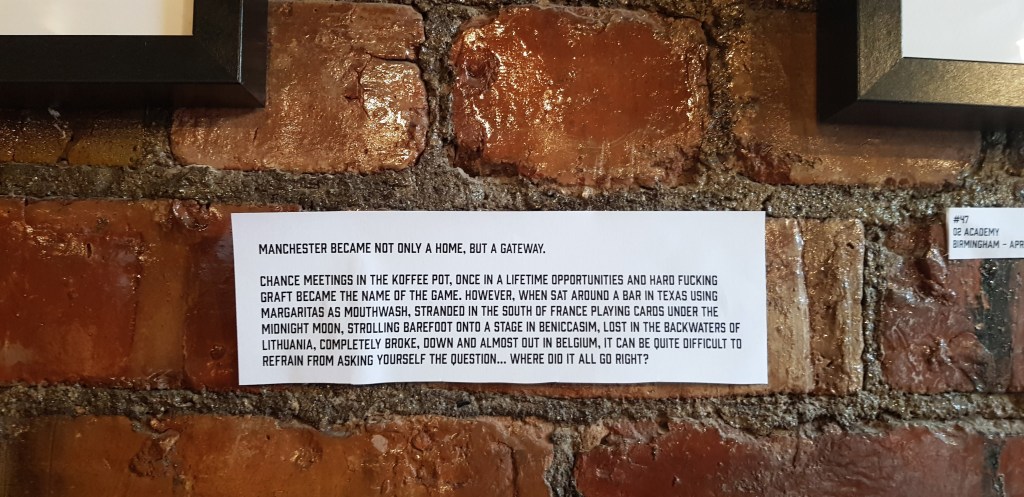 MANCHESTER BECAME NOT ONLY A HOME, BUT A GATEWAY.
CHANCE MEETINGS IN THE KOFFEE POT, ONCE IN A LIFETIME OPPORTUNITIES AND HARD FUCKING
GRAFT BECAME THE NAME OF THE GAME. HOWEVER, WHEN SAT AROUND A BAR IN TEXAS USING
MARGARITAS AS MOUTHWASH, STRANDED IN THE SOUTH OF FRANCE PLAYING CARDS UNDER THE
MIDNIGHT MOON, STROLLING BAREFOOT ONTO A STAGE IN BENICCASIM, LOST IN THE BACKWATERS OF
LITHUANIA, COMPLETELY BROKE, DOWN AND ALMOST OUT IN BELGIUM, IT CAN BE QUITE DIFFICULT TO
REFRAIN FROM ASKING YOURSELF THE QUESTION... WHERE DID IT ALL GO RIGHT?
#47
O2 ACADEMY
BIRMINGHAM – APR